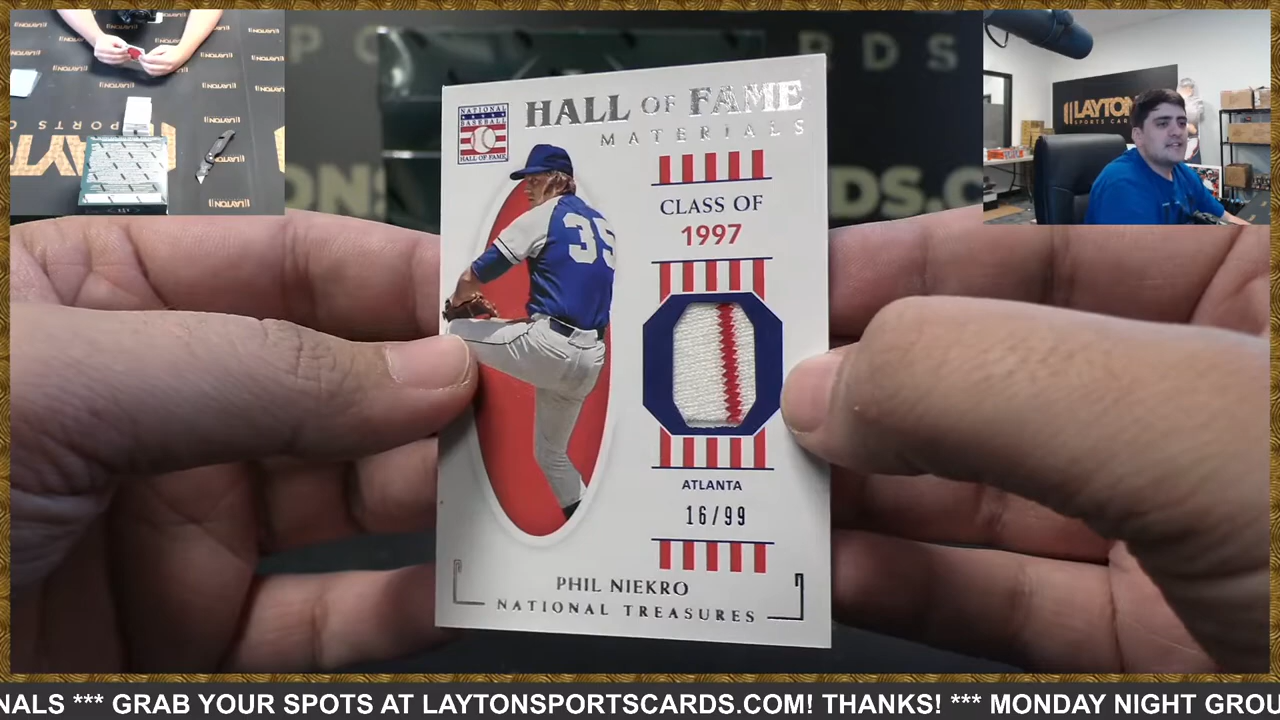 HALL OF FAME
MATERIALS
NATIONAL
BASEBALL
HALL OF FAME
35
CLASS OF
1997
ATLANTA
16/99
PHIL NIEKRO
NATIONAL TREASURES
LAYTON
SPORTS CARDS
NALS *** GRAB YOUR SPOTS AT LAYTONSPORTSCARDS.COM! THANKS! *** MONDAY NIGHT GROU